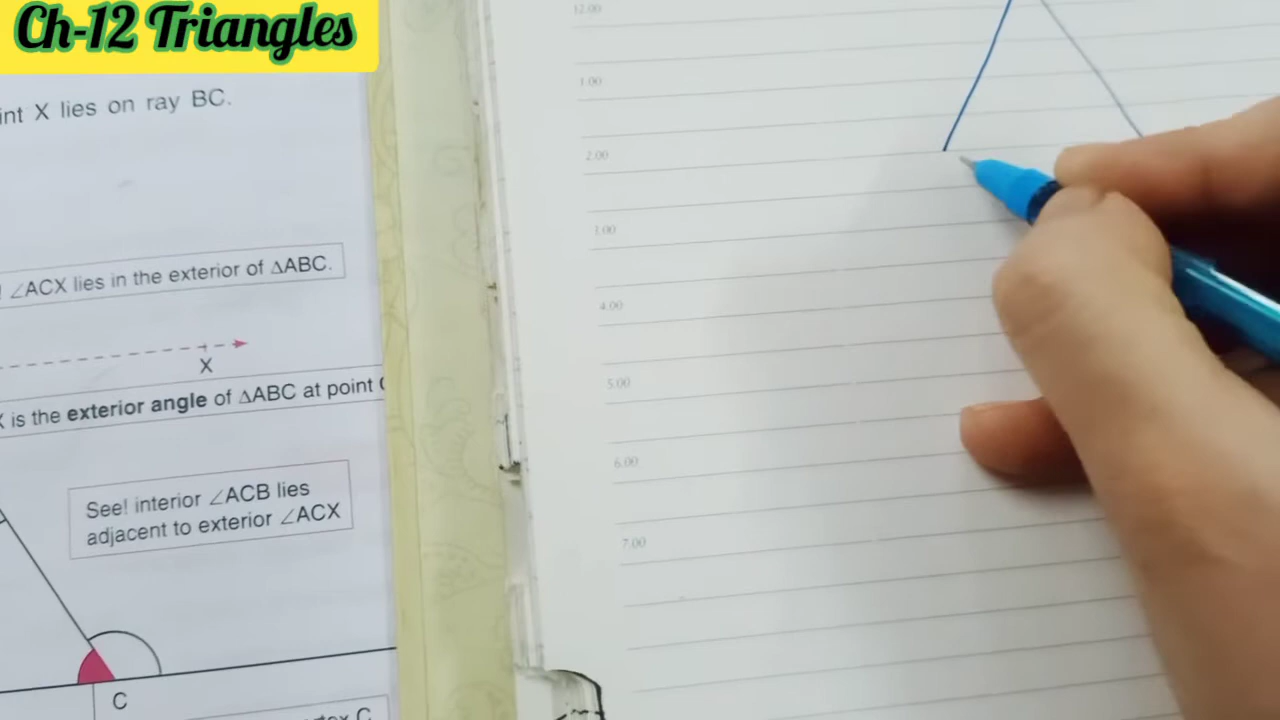 Ch-12 Triangles
int X lies on ray BC.
∠ACX lies in the exterior of ΔABC.
X
is the exterior angle of ΔABC at point
See! interior ∠ACB lies
adjacent to exterior ∠ACX
C
C
12.00
1.00
2.00
3.00
4.00
5.00
6.00
7.00